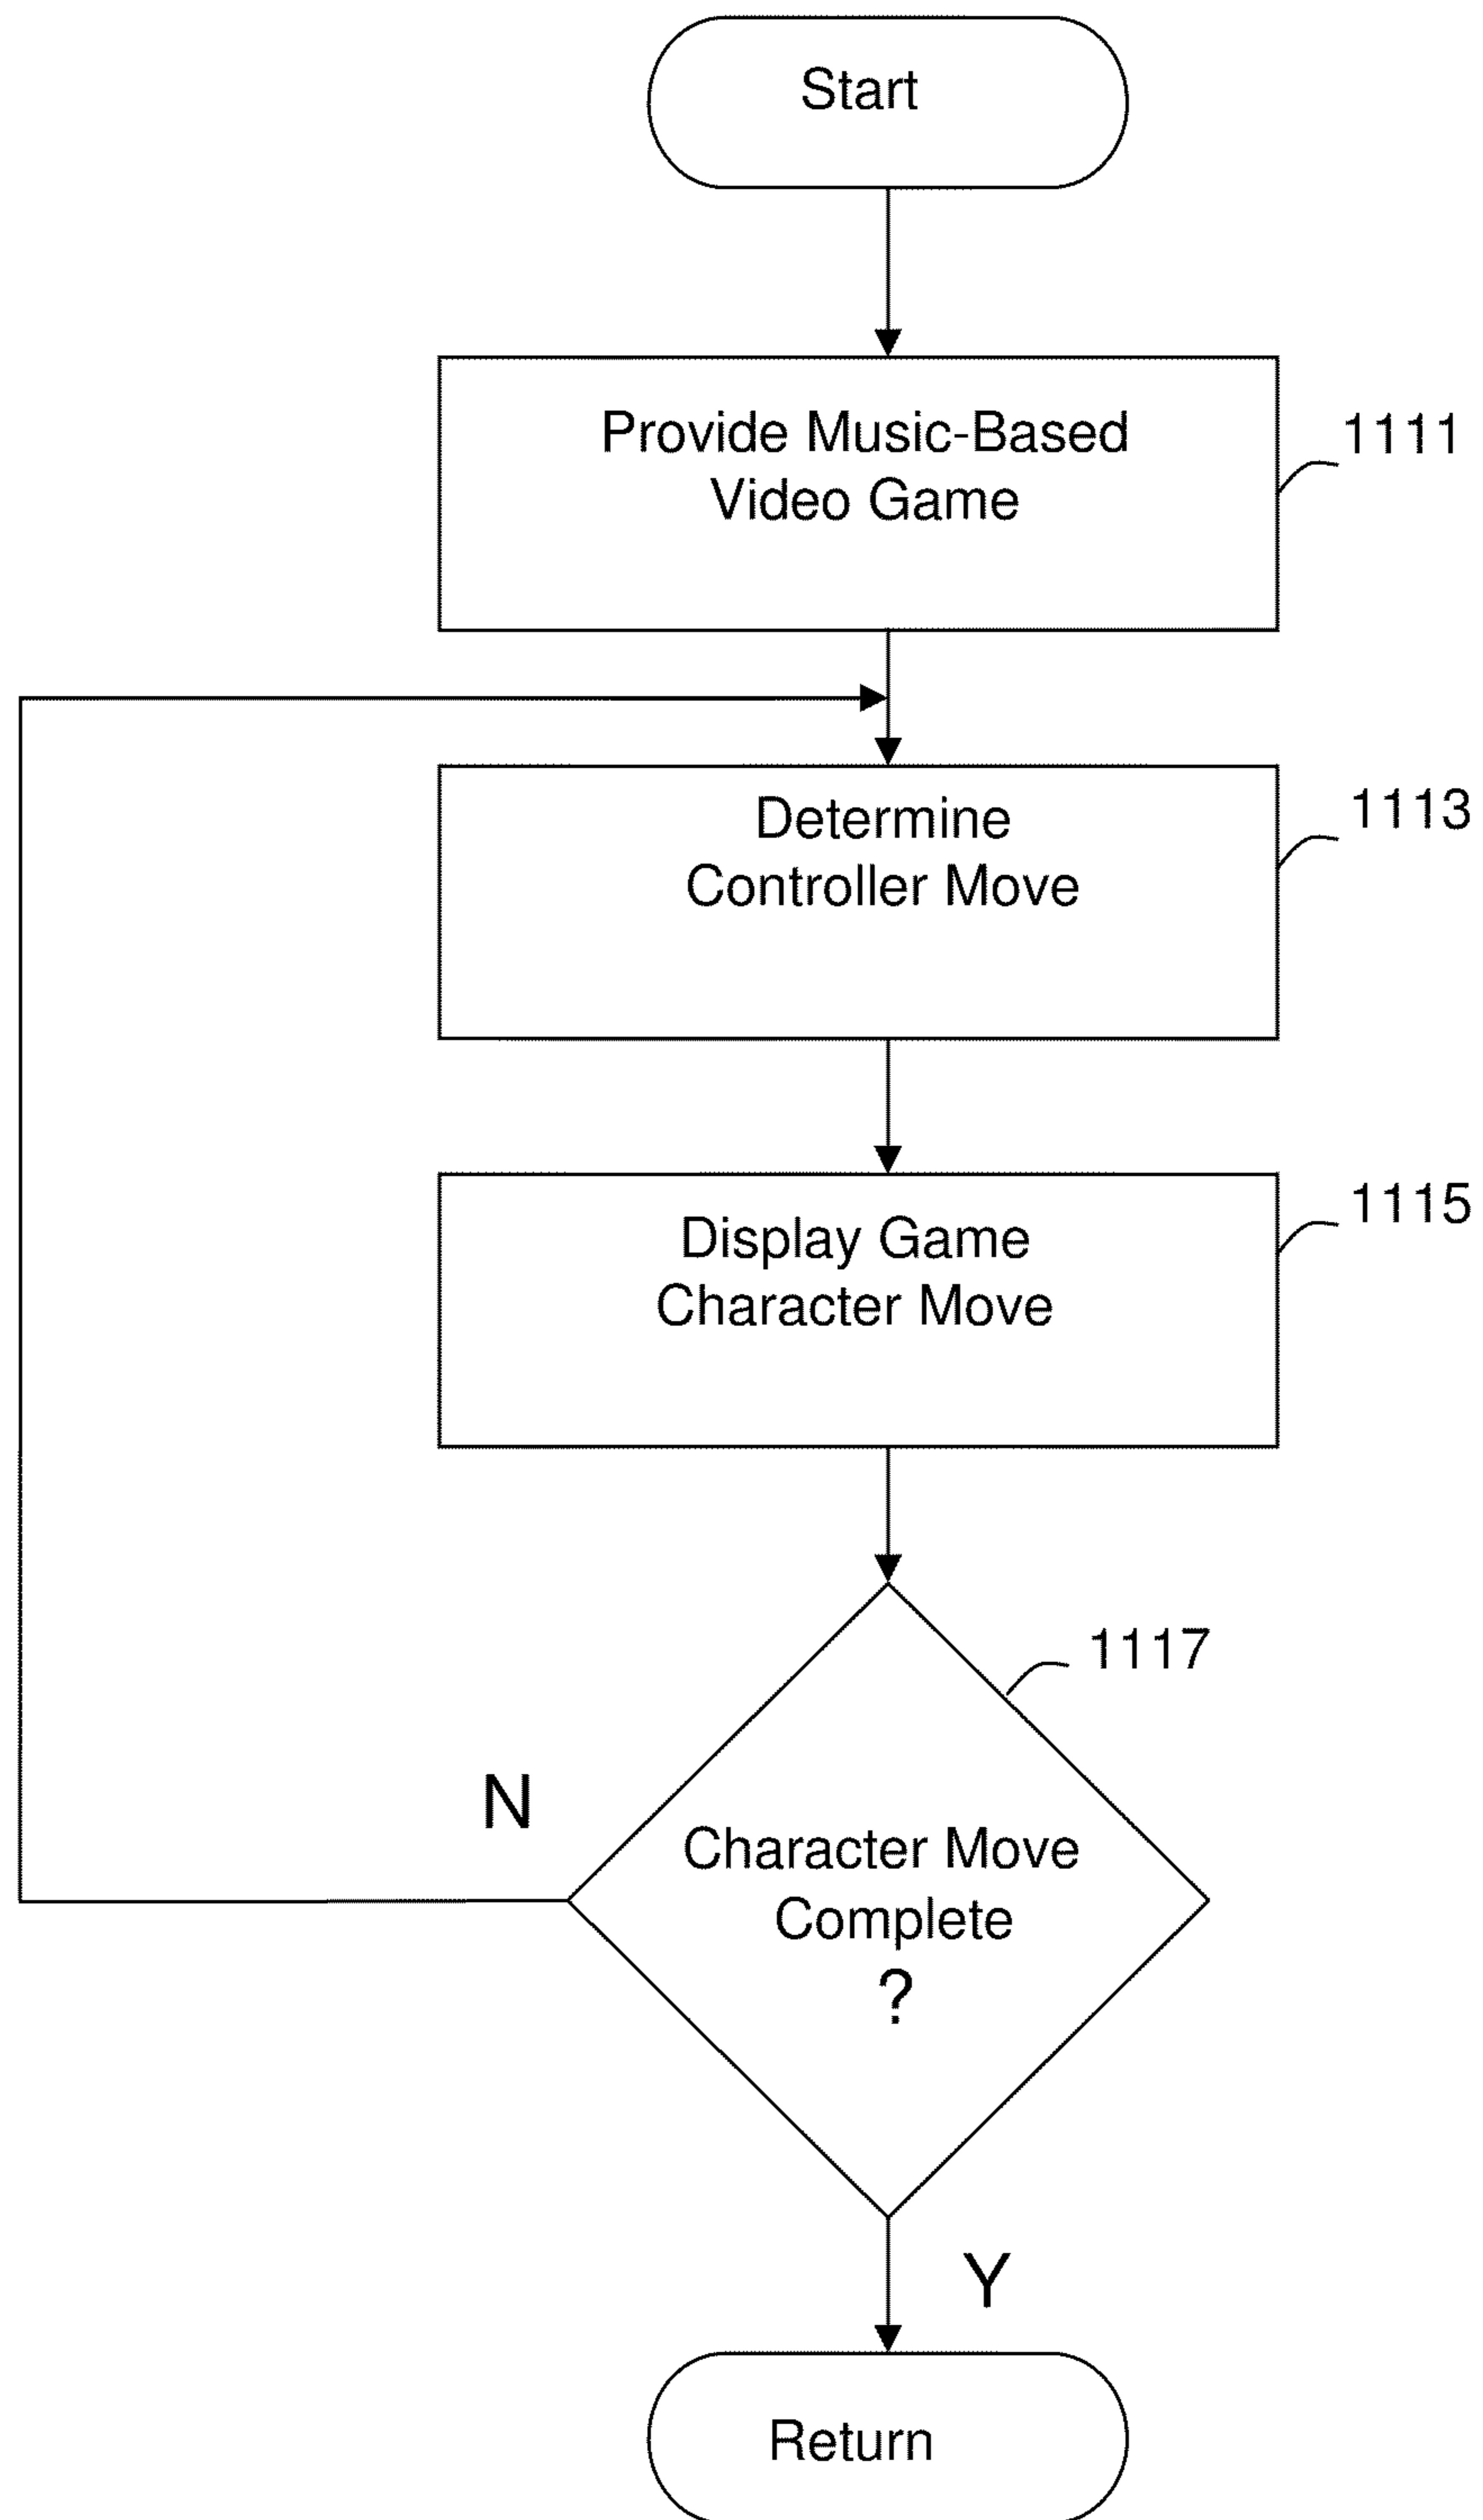 Start
Provide Music-Based
Video Game
1111
Determine
Controller Move
1113
Display Game
Character Move
1115
1117
N
Character Move
Complete
?
Y
Return